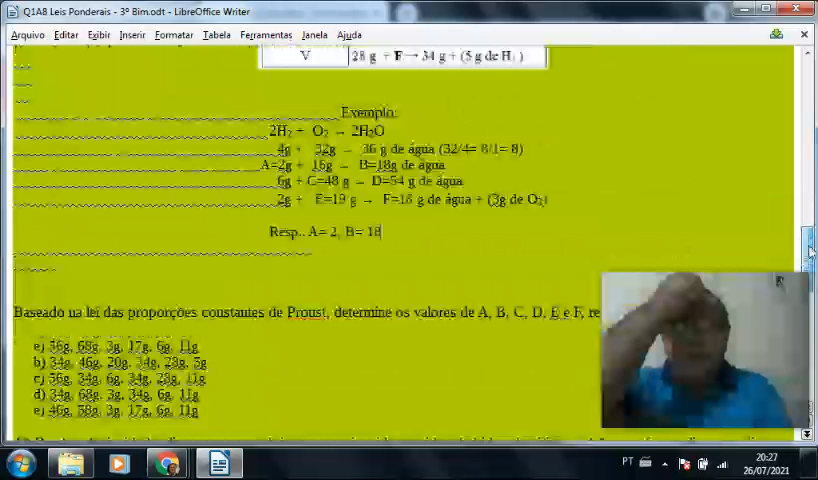 Q1A8 Leis Ponderais - 3º Bim.odt - LibreOffice Writer
Arquivo Editar Exibir Inserir Formatar Tabela Ferramentas Janela Ajuda
V 28 g + F→ 34 g + (5 g de H₂)
Exemplo:
2H₂ + O₂ → 2H₂O
4g + 32g → 36 g de água (32/4= 8/1= 8)
A=2g + 16g → B=18g de água
6g + C=48 g → D=54 g de água
2g + E=19 g → F=18 g de água + (3g de O₂)
Resp.. A= 2, B= 18
Baseado na lei das proporções constantes de Proust, determine os valores de A, B, C, D, E e F, re
e) 56g, 68g, 3g, 17g, 6g, 11g
b) 34g, 46g, 20g, 34g, 28g, 5g
c) 56g, 34g, 6g, 34g, 28g, 11g
d) 34g, 68g, 3g, 34g, 6g, 11g
e) 46g, 58g, 3g, 17g, 6g, 11g
PT 20:27
26/07/2021